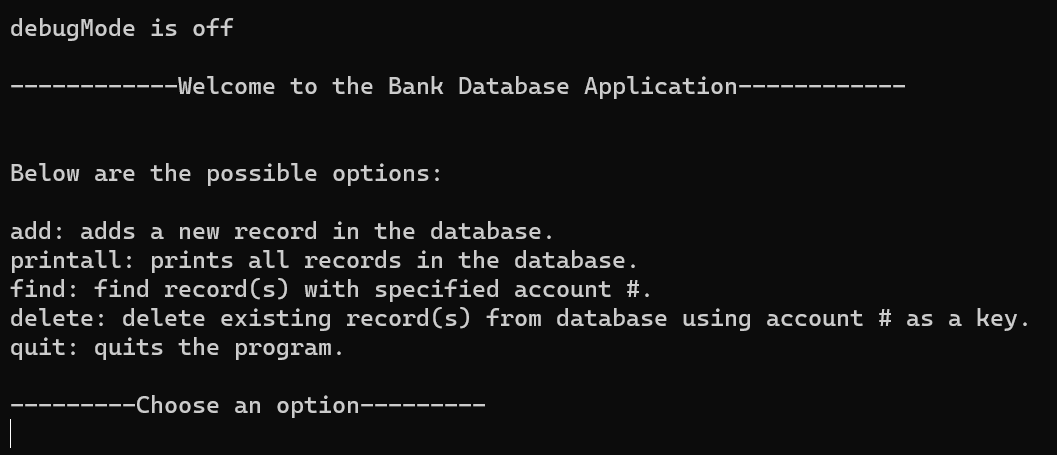 debugMode is off
------------Welcome to the Bank Database Application------------
Below are the possible options:
add: adds a new record in the database.
printall: prints all records in the database.
find: find record(s) with specified account #.
delete: delete existing record(s) from database using account # as a key.
quit: quits the program.
---------Choose an option---------